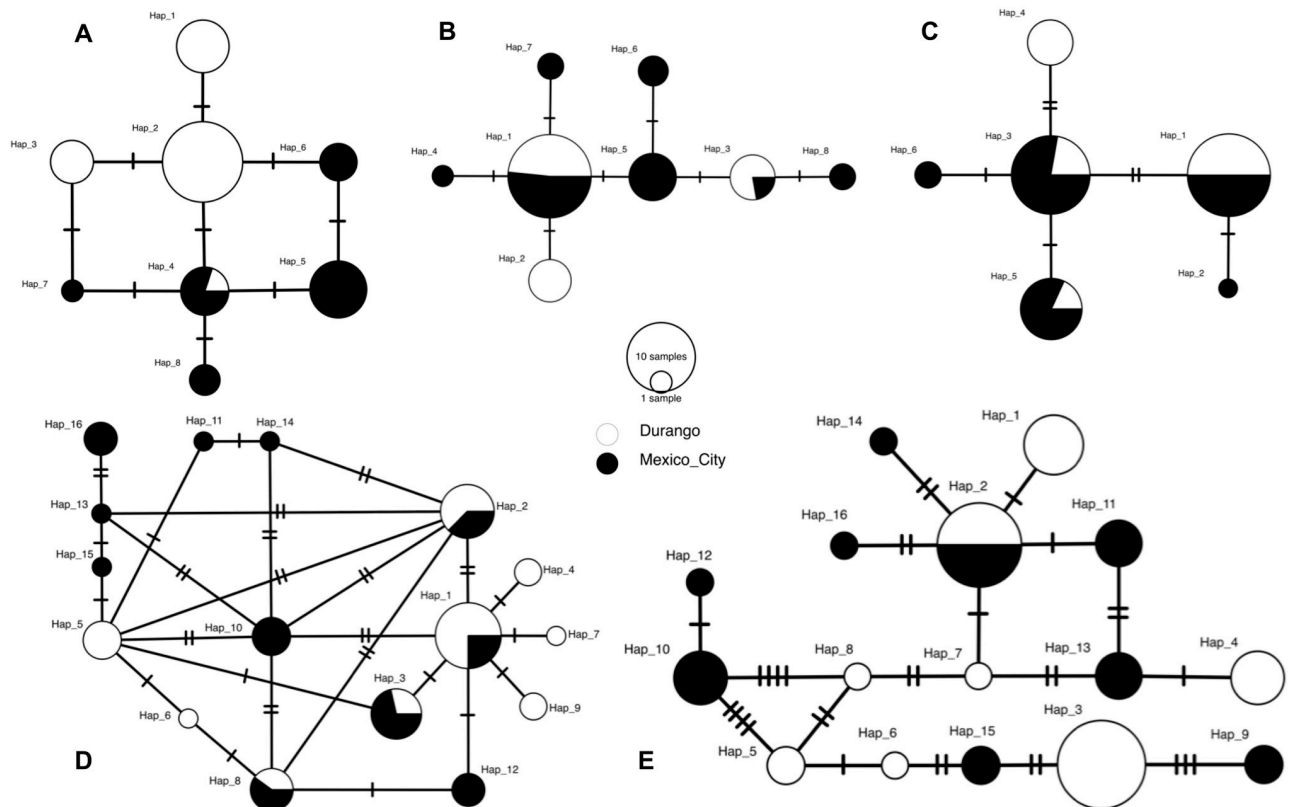 A
Hap_1
Hap_2
Hap_3
Hap_6
Hap_4
Hap_5
Hap_7
Hap_8
B
Hap_7
Hap_6
Hap_1
Hap_4
Hap_5
Hap_3
Hap_8
Hap_2
C
Hap_4
Hap_3
Hap_1
Hap_6
Hap_5
Hap_2
10 samples
1 sample
Durango
Mexico_City
D
Hap_16
Hap_11
Hap_14
Hap_13
Hap_2
Hap_15
Hap_4
Hap_1
Hap_5
Hap_10
Hap_7
Hap_3
Hap_9
Hap_6
Hap_8
Hap_12
E
Hap_14
Hap_1
Hap_2
Hap_16
Hap_11
Hap_12
Hap_10
Hap_8
Hap_7
Hap_13
Hap_4
Hap_3
Hap_5
Hap_6
Hap_15
Hap_9